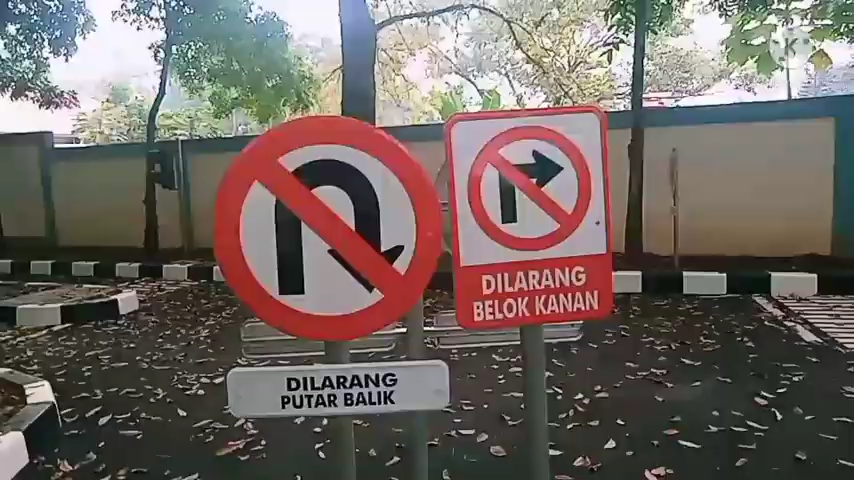 DILARANG
PUTAR BALIK
DILARANG
BELOK KANAN
K